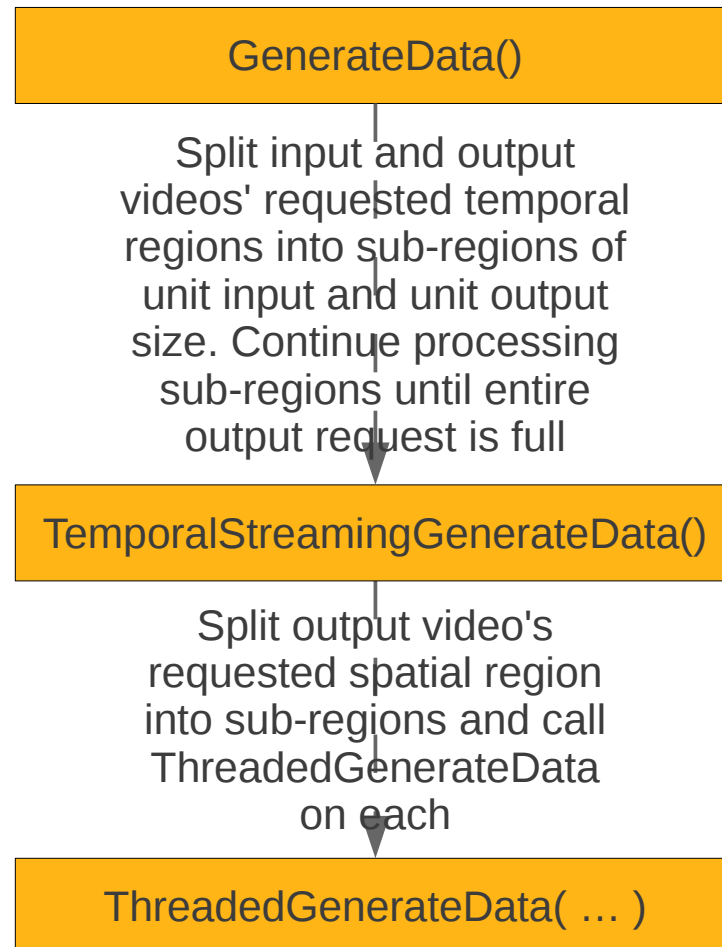 GenerateData()
Split input and output
videos' requested temporal
regions into sub-regions of
unit input and unit output
size. Continue processing
sub-regions until entire
output request is full
TemporalStreamingGenerateData()
Split output video's
requested spatial region
into sub-regions and call
ThreadedGenerateData
on each
ThreadedGenerateData( … )